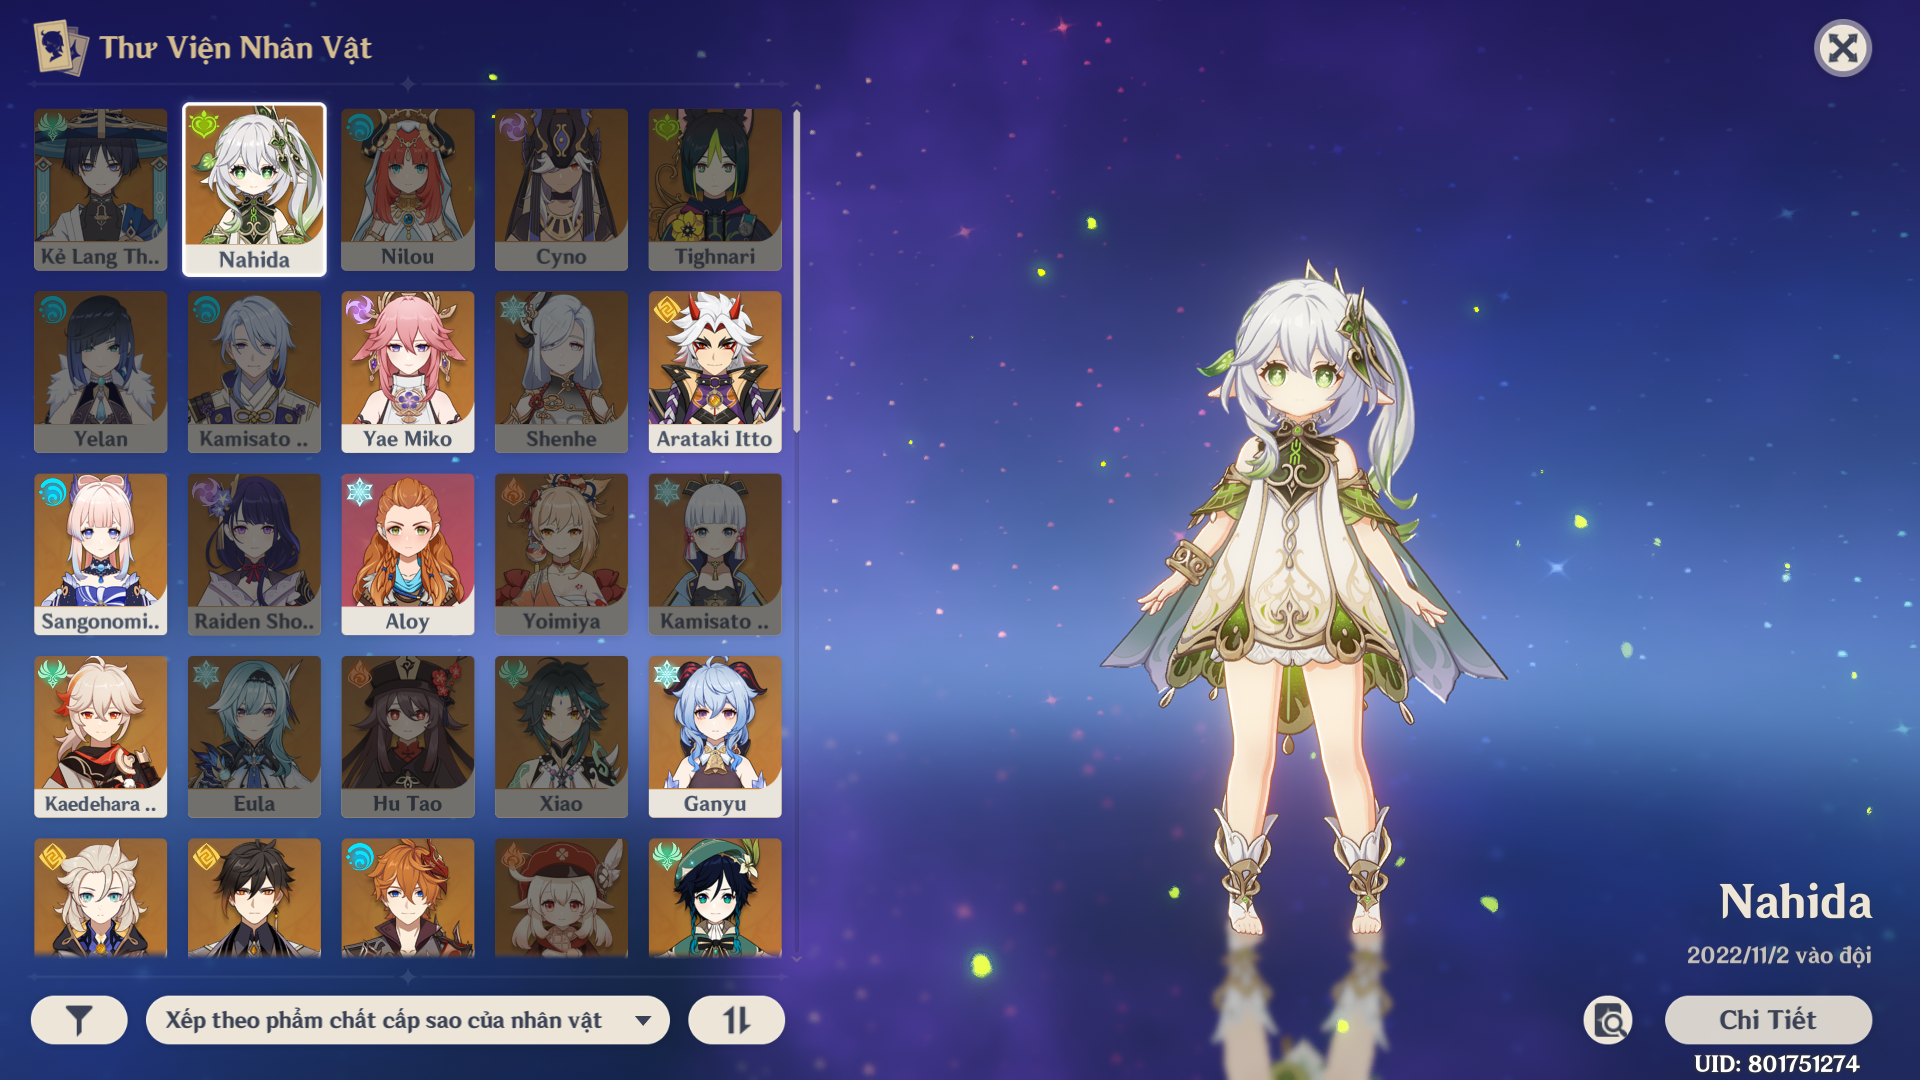 Thư Viện Nhân Vật
Kẻ Lang Th..
Nahida
Nilou
Cyno
Tighnari
Yelan
Kamisato ..
Yae Miko
Shenhe
Arataki Itto
Sangonomi..
Raiden Sho..
Aloy
Yoimiya
Kamisato ..
Kaedehara ..
Eula
Hu Tao
Xiao
Ganyu
Xếp theo phẩm chất cấp sao của nhân vật
Nahida
2022/11/2 vào đội
Chi Tiết
UID: 801751274